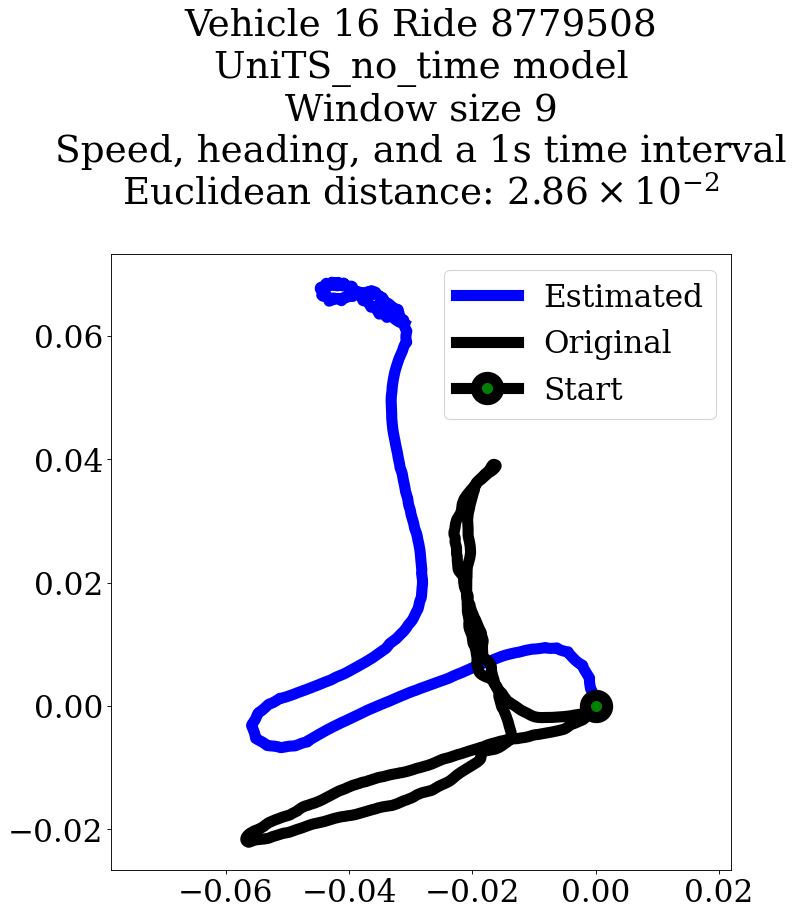 Vehicle 16 Ride 8779508
UniTS_no_time model
Window size 9
Speed, heading, and a 1s time interval
Euclidean distance: 2.86 × 10⁻²
Estimated
Original
Start
0.06
0.04
0.02
0.00
−0.02
−0.06 −0.04 −0.02 0.00 0.02